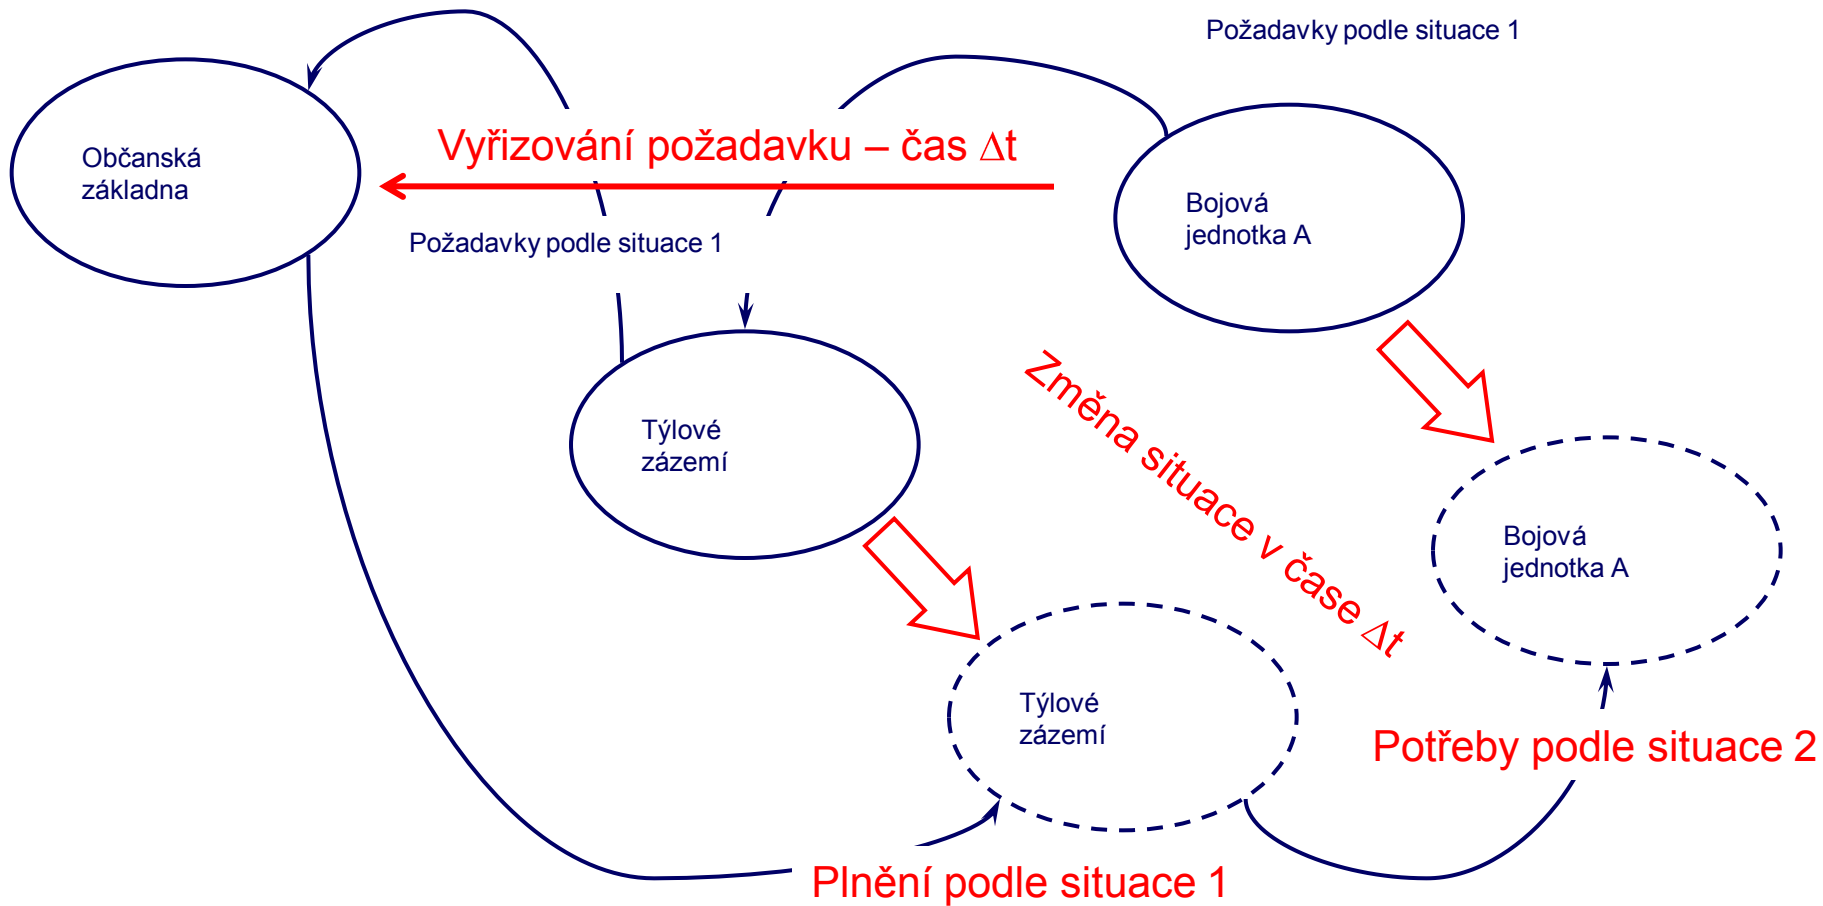 Požadavky podle situace 1
Občanská
základna
Vyřizování požadavku – čas Δt
Bojová
jednotka A
Požadavky podle situace 1
Týlové
zázemí
Změna situace v čase Δt
Bojová
jednotka A
Týlové
zázemí
Potřeby podle situace 2
Plnění podle situace 1